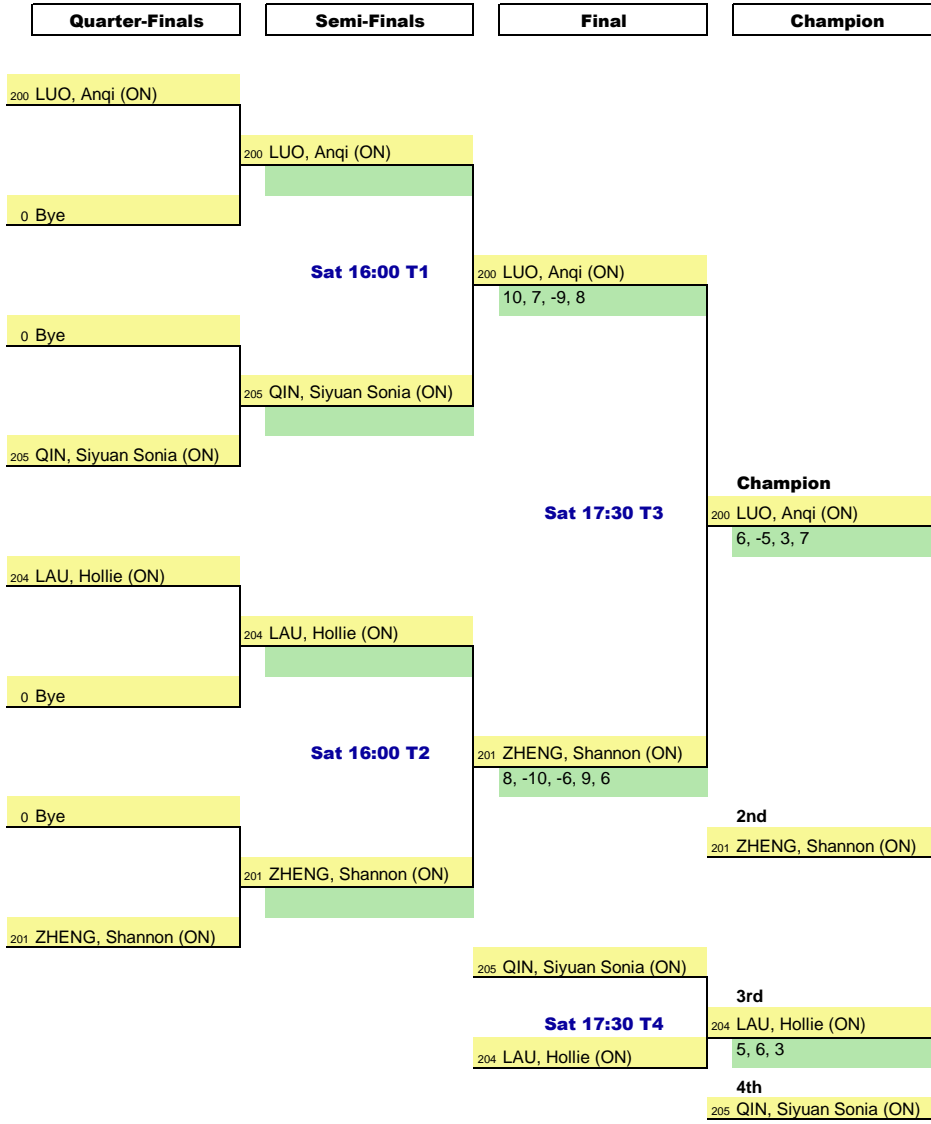 Quarter-Finals Semi-Finals Final Champion
200 LUO, Anqi (ON)
200 LUO, Anqi (ON)
0 Bye
Sat 16:00 T1
200 LUO, Anqi (ON)
10, 7, -9, 8
0 Bye
205 QIN, Siyuan Sonia (ON)
205 QIN, Siyuan Sonia (ON)
Champion
Sat 17:30 T3
200 LUO, Anqi (ON)
6, -5, 3, 7
204 LAU, Hollie (ON)
204 LAU, Hollie (ON)
0 Bye
Sat 16:00 T2
201 ZHENG, Shannon (ON)
8, -10, -6, 9, 6
0 Bye
2nd
201 ZHENG, Shannon (ON)
201 ZHENG, Shannon (ON)
201 ZHENG, Shannon (ON)
205 QIN, Siyuan Sonia (ON)
3rd
Sat 17:30 T4
204 LAU, Hollie (ON)
5, 6, 3
204 LAU, Hollie (ON)
4th
205 QIN, Siyuan Sonia (ON)